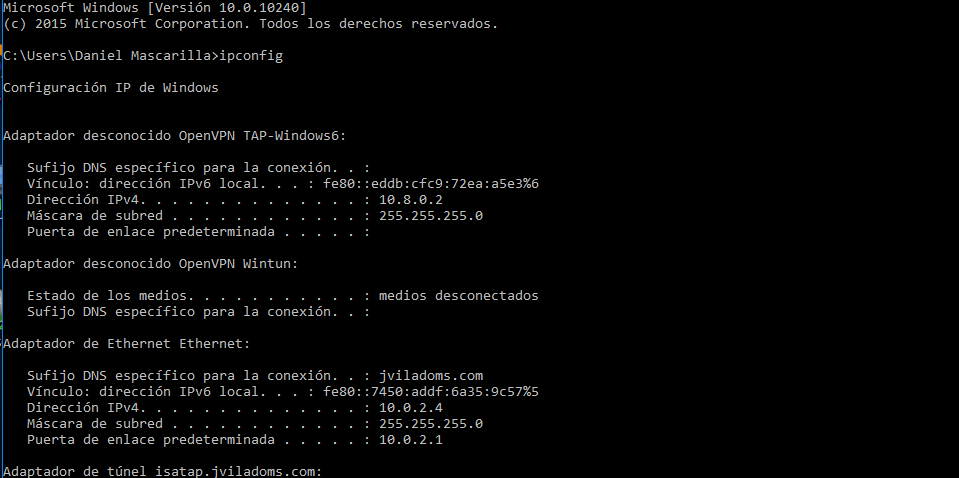 Microsoft Windows [Versión 10.0.10240]
(c) 2015 Microsoft Corporation. Todos los derechos reservados.
C:\Users\Daniel Mascarilla>ipconfig
Configuración IP de Windows
Adaptador desconocido OpenVPN TAP-Windows6:
Sufijo DNS específico para la conexión. . :
Vínculo: dirección IPv6 local. . . : fe80::eddb:cfc9:72ea:a5e3%6
Dirección IPv4. . . . . . . . . . . . . . : 10.8.0.2
Máscara de subred . . . . . . . . . . . . : 255.255.255.0
Puerta de enlace predeterminada . . . . . :
Adaptador desconocido OpenVPN Wintun:
Estado de los medios. . . . . . . . . . . : medios desconectados
Sufijo DNS específico para la conexión. . :
Adaptador de Ethernet Ethernet:
Sufijo DNS específico para la conexión. . : jviladoms.com
Vínculo: dirección IPv6 local. . . : fe80::7450:addf:6a35:9c57%5
Dirección IPv4. . . . . . . . . . . . . . : 10.0.2.4
Máscara de subred . . . . . . . . . . . . : 255.255.255.0
Puerta de enlace predeterminada . . . . . : 10.0.2.1
Adaptador de túnel isatap.jviladoms.com: